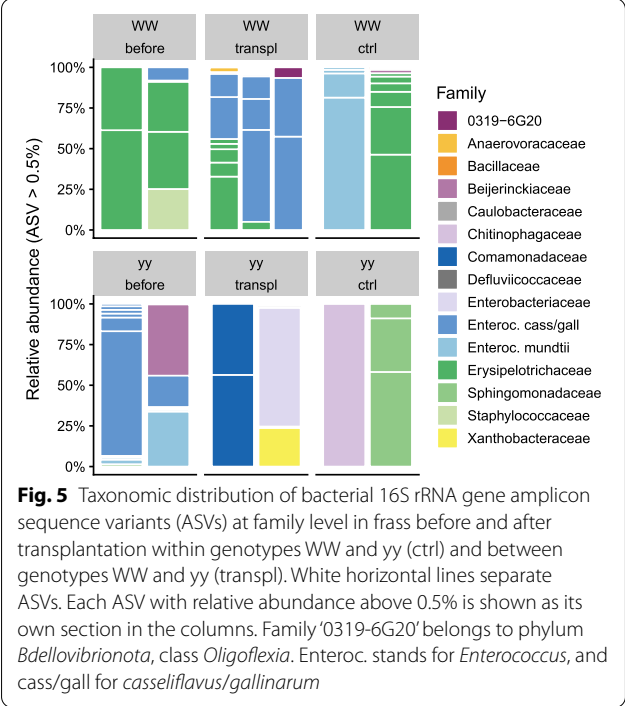 WW
before
WW
transpl
WW
ctrl
100%
75%
50%
25%
0%
yy
before
yy
transpl
yy
ctrl
100%
75%
50%
25%
0%
Relative abundance (ASV > 0.5%)
Family
0319−6G20
Anaerovoracaceae
Bacillaceae
Beijerinckiaceae
Caulobacteraceae
Chitinophagaceae
Comamonadaceae
Defluviicoccaceae
Enterobacteriaceae
Enteroc. cass/gall
Enteroc. mundtii
Erysipelotrichaceae
Sphingomonadaceae
Staphylococcaceae
Xanthobacteraceae
Fig. 5 Taxonomic distribution of bacterial 16S rRNA gene amplicon
sequence variants (ASVs) at family level in frass before and after
transplantation within genotypes WW and yy (ctrl) and between
genotypes WW and yy (transpl). White horizontal lines separate
ASVs. Each ASV with relative abundance above 0.5% is shown as its
own section in the columns. Family ‘0319-6G20’ belongs to phylum
Bdellovibrionota, class Oligoflexia. Enteroc. stands for Enterococcus, and
cass/gall for casseliflavus/gallinarum